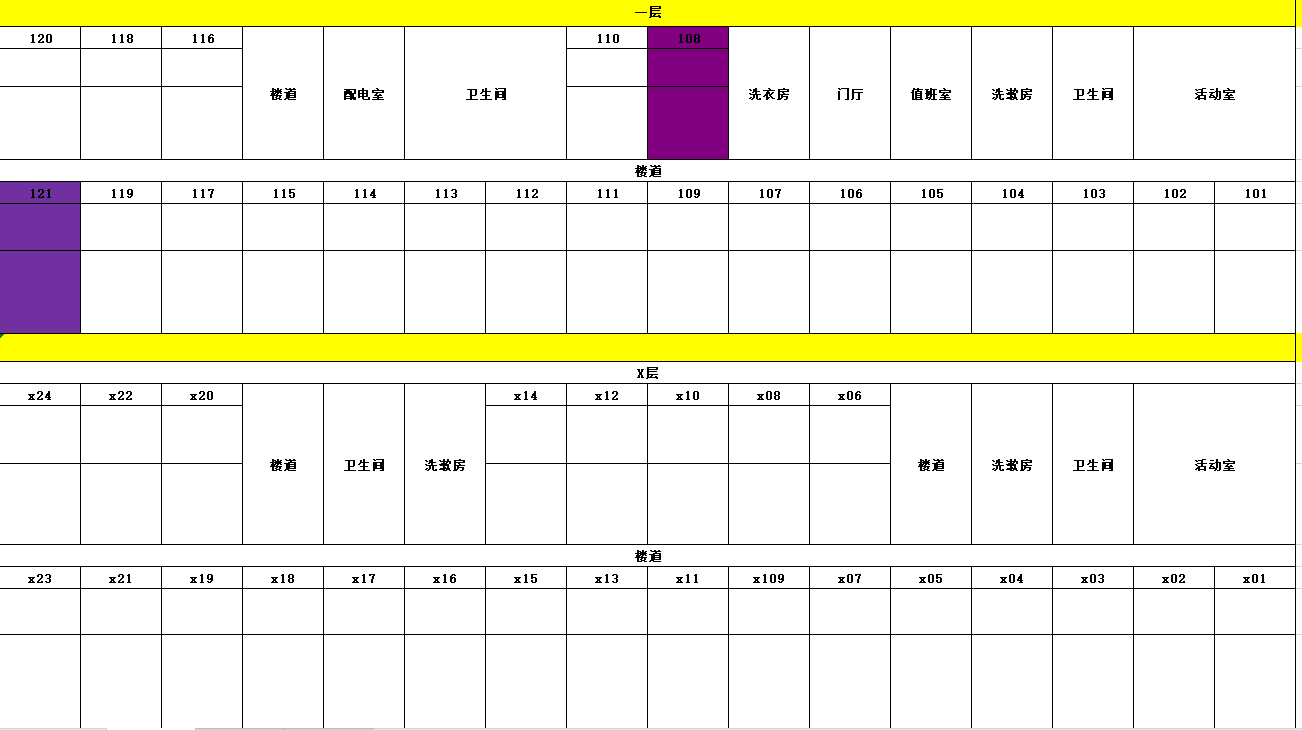 一层
120 118 116 110 108
楼道 配电室 卫生间 洗衣房 门厅 值班室 洗漱房 卫生间 活动室
楼道
121 119 117 115 114 113 112 111 109 107 106 105 104 103 102 101
X层
x24 x22 x20 x14 x12 x10 x08 x06
楼道 卫生间 洗漱房 楼道 洗漱房 卫生间 活动室
楼道
x23 x21 x19 x18 x17 x16 x15 x13 x11 x109 x07 x05 x04 x03 x02 x01